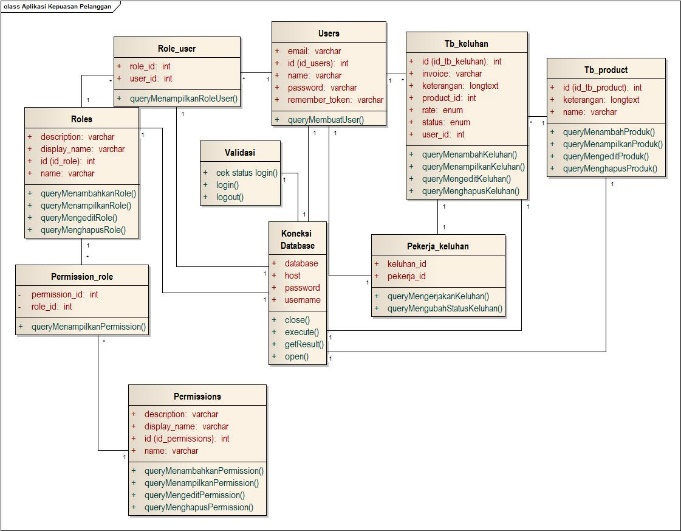 class Aplikasi Kepuasan Pelanggan
Role_user
+ role_id: int
+ user_id: int
+ queryMenampilkanRoleUser()
Users
+ email: varchar
+ id (id_users): int
+ name: varchar
+ password: varchar
+ remember_token: varchar
+ queryMembuatUser()
Tb_keluhan
+ id (id_tb_keluhan): int
+ invoice: varchar
+ keterangan: longtext
+ product_id: int
+ rate: enum
+ status: enum
+ user_id: int
+ queryMenambahKeluhan()
+ queryMenampilkanKeluhan()
+ queryMengeditKeluhan()
+ queryMenghapusKeluhan()
Tb_product
+ id (id_tb_product): int
+ keterangan: longtext
+ name: varchar
+ queryMenambahProduk()
+ queryMenampilkanProduk()
+ queryMengeditProduk()
+ queryMenghapusProduk()
Roles
+ description: varchar
+ display_name: varchar
+ id (id_role): int
+ name: varchar
+ queryMenambahkanRole()
+ queryMenampilkanRole()
+ queryMengeditRole()
+ queryMenghapusRole()
Validasi
+ cek status login()
+ login()
+ logout()
Koneksi
Database
+ database
+ host
+ password
+ username
+ close()
+ execute()
+ getResult()
+ open()
Pekerja_keluhan
+ keluhan_id
+ pekerja_id
+ queryMengerjakanKeluhan()
+ queryMengubahStatusKeluhan()
Permission_role
- permission_id: int
- role_id: int
+ queryMenampilkanPermission()
Permissions
+ description: varchar
+ display_name: varchar
+ id (id_permissions): int
+ name: varchar
+ queryMenambahkanPermission()
+ queryMenampilkanPermission()
+ queryMengeditPermission()
+ queryMenghapusPermission()